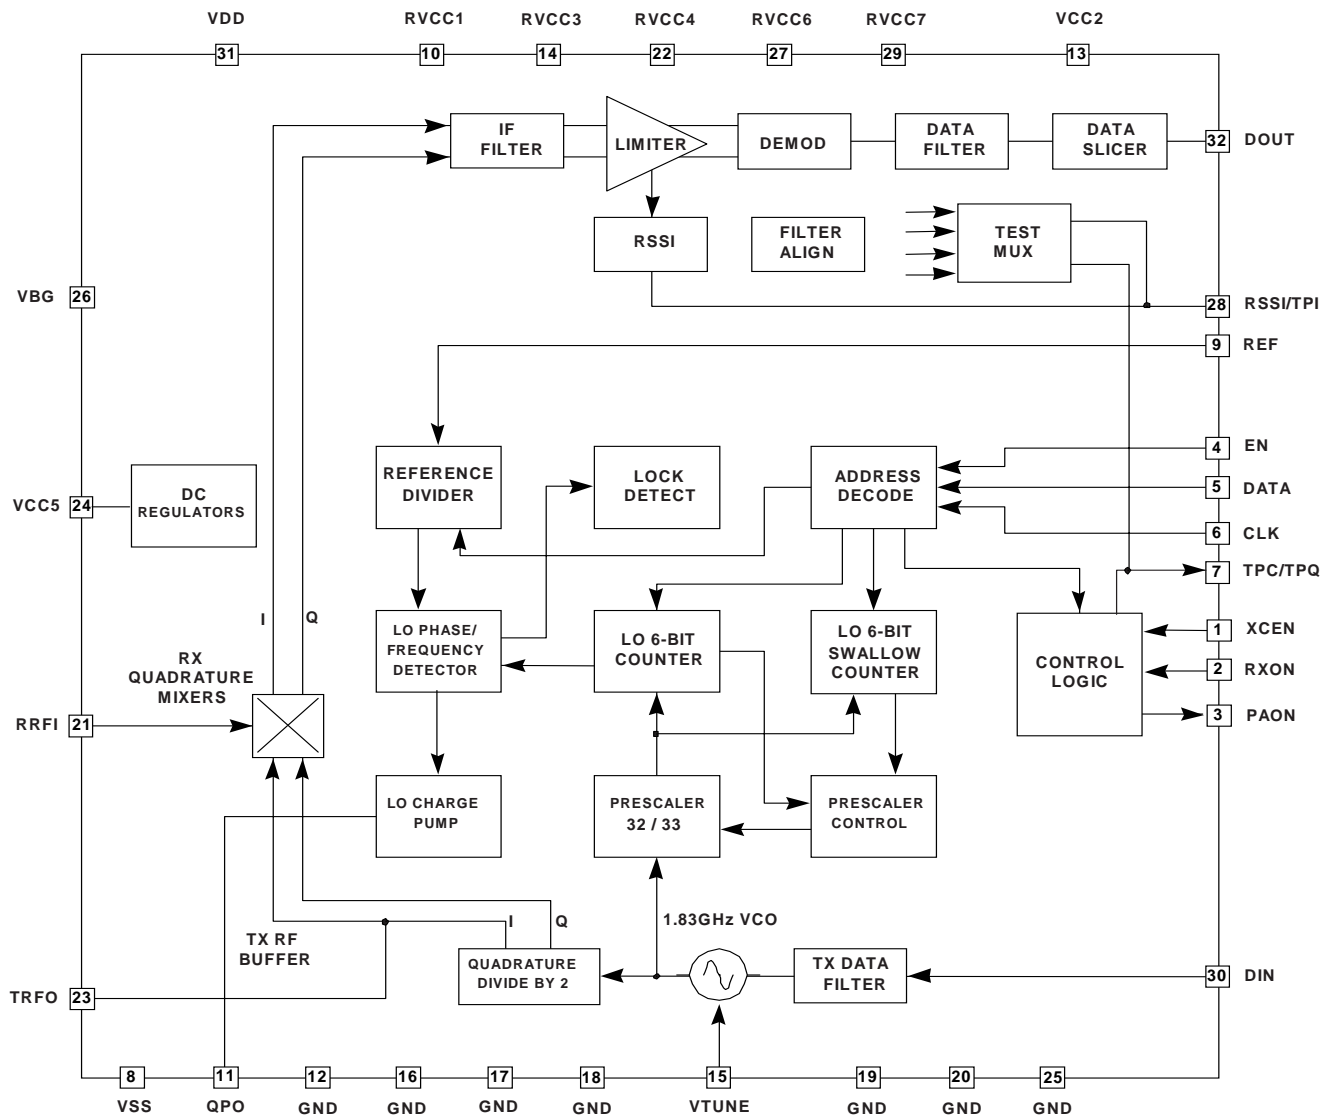 VDD RVCC1 RVCC3 RVCC4 RVCC6 RVCC7 VCC2
31 10 14 22 27 29 13
IF
FILTER
LIMITER
DEMOD
DATA
FILTER
DATA
SLICER
32 DOUT
RSSI
FILTER
ALIGN
TEST
MUX
VBG 26
28 RSSI/TPI
9 REF
REFERENCE
DIVIDER
LOCK
DETECT
ADDRESS
DECODE
4 EN
5 DATA
6 CLK
7 TPC/TPQ
VCC5 24
DC
REGULATORS
I Q
LO PHASE/
FREQUENCY
DETECTOR
LO 6-BIT
COUNTER
LO 6-BIT
SWALLOW
COUNTER
CONTROL
LOGIC
1 XCEN
2 RXON
3 PAON
RX
QUADRATURE
MIXERS
RRFI 21
LO CHARGE
PUMP
PRESCALER
32 / 33
PRESCALER
CONTROL
I Q
1.83GHz VCO
TX RF
BUFFER
QUADRATURE
DIVIDE BY 2
TX DATA
FILTER
30 DIN
TRFO 23
8 11 12 16 17 18 15 19 20 25
VSS QPO GND GND GND GND VTUNE GND GND GND